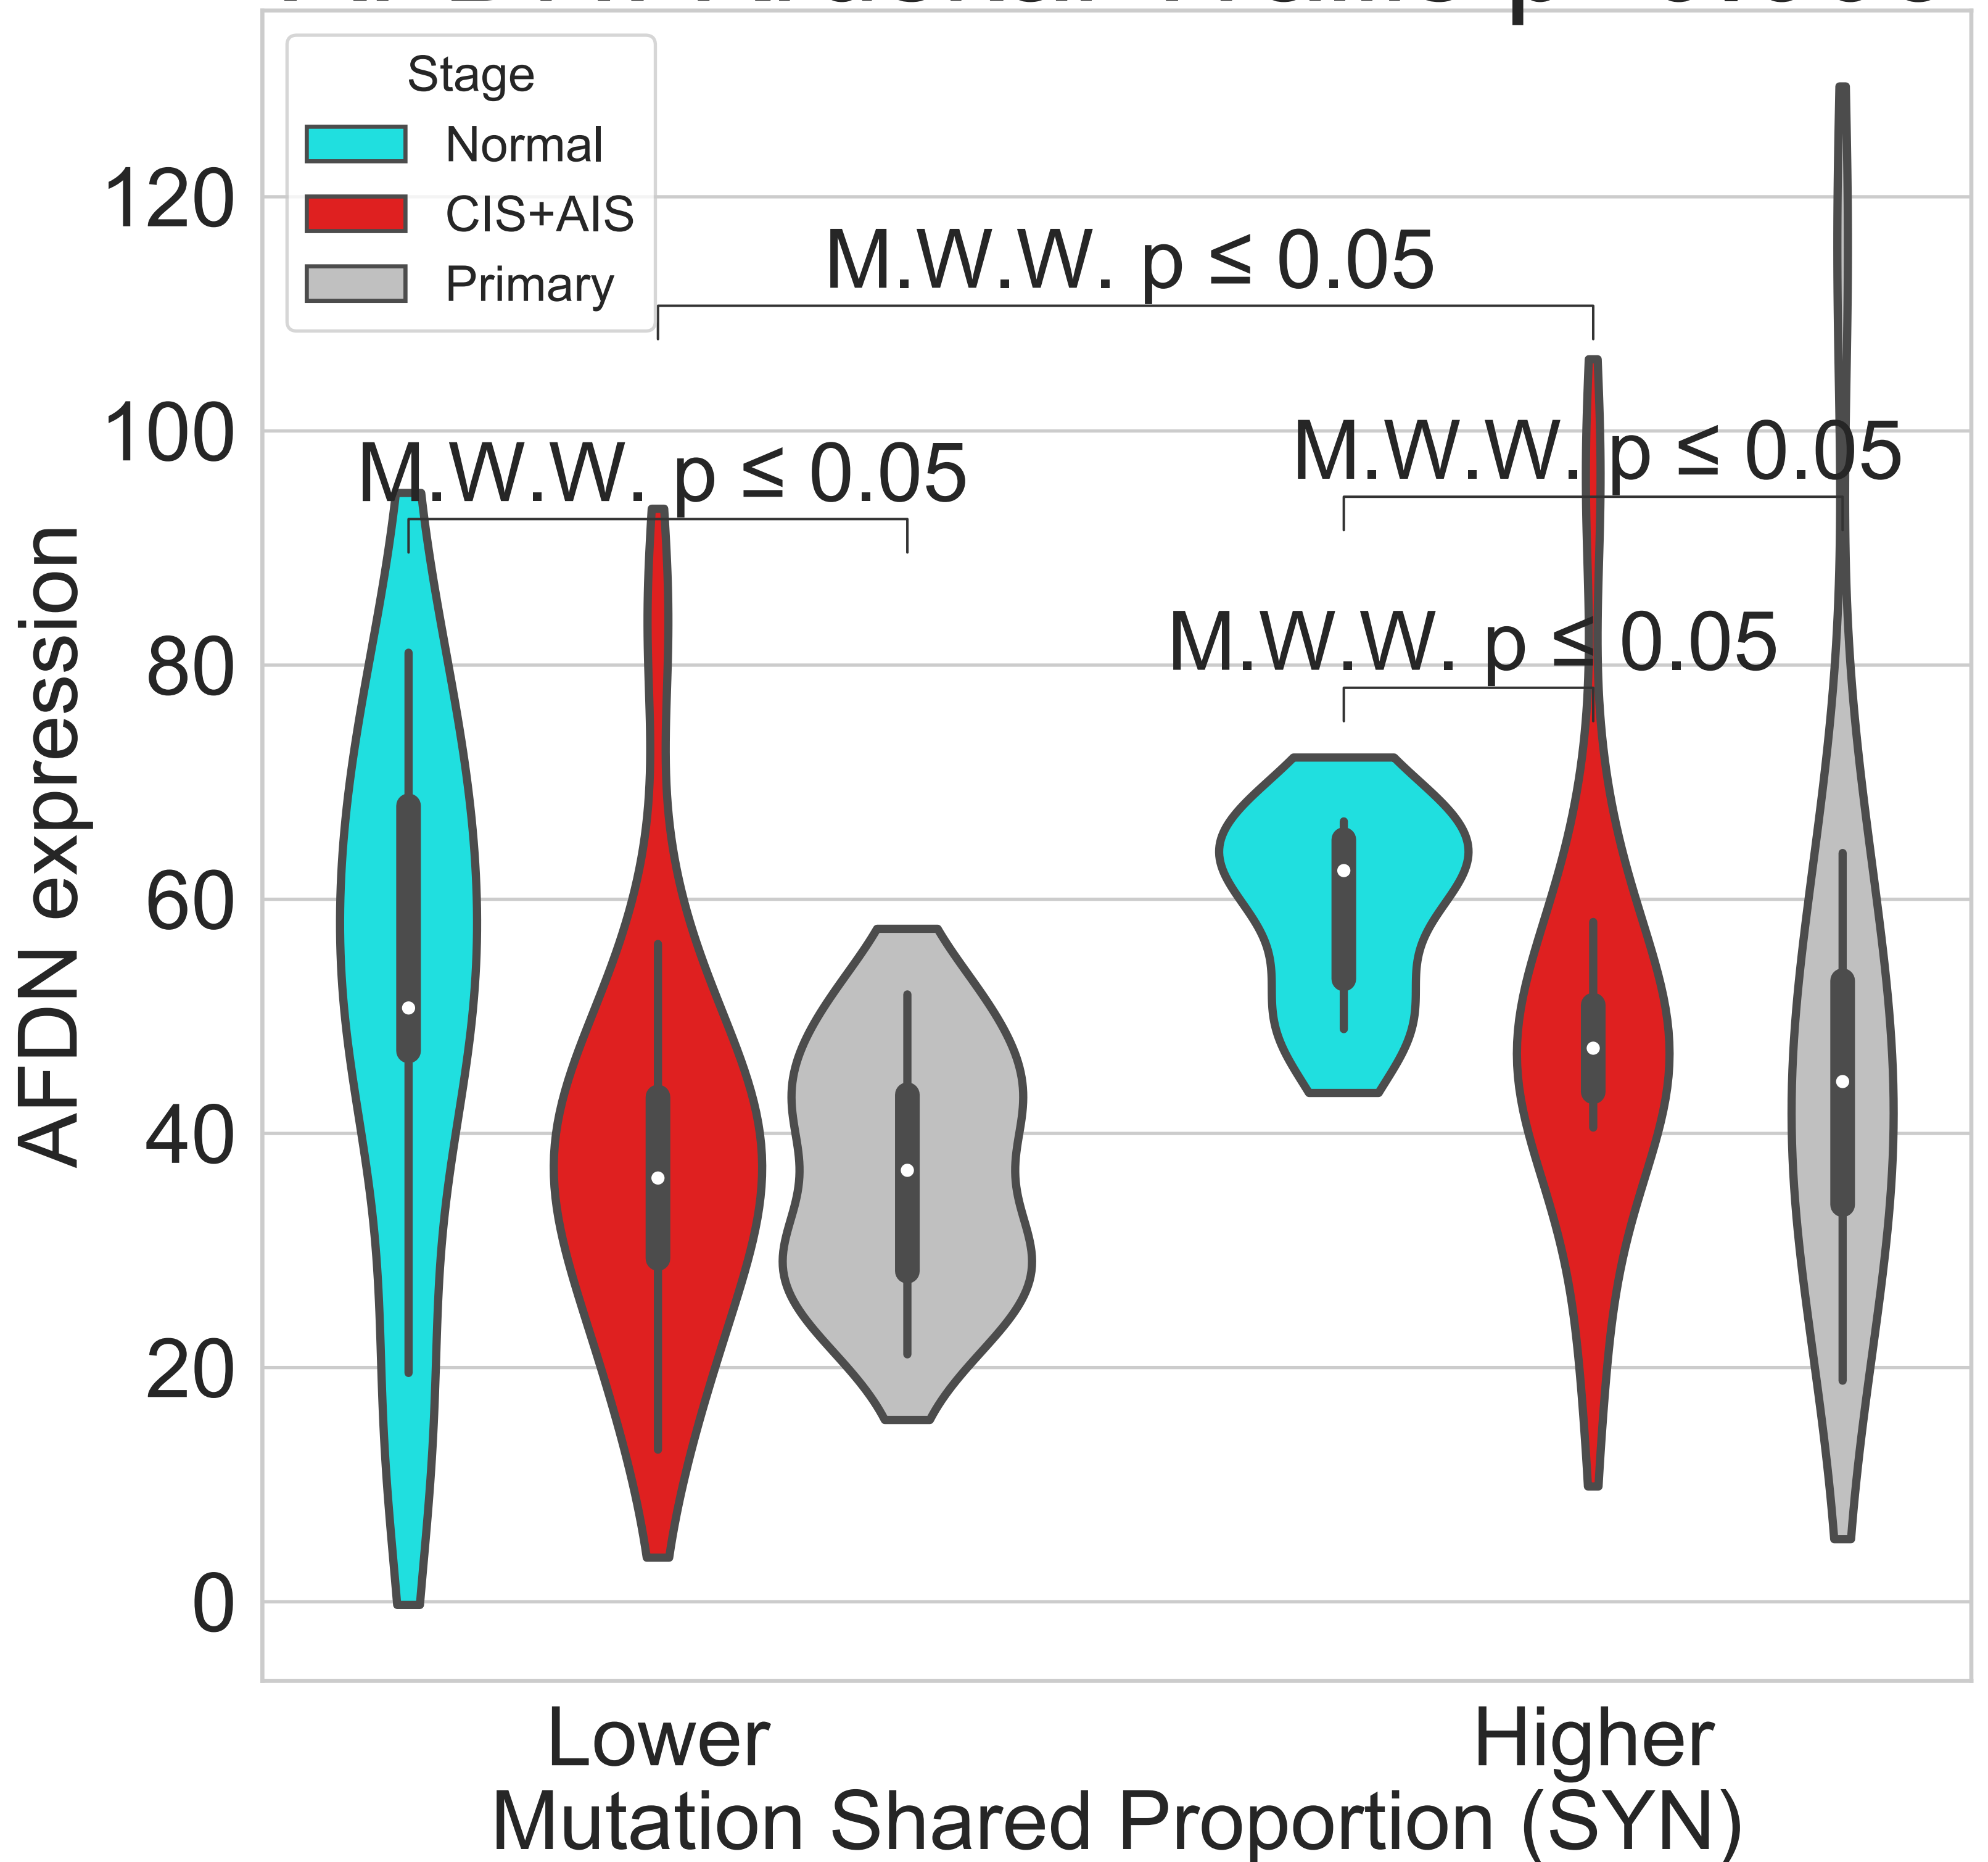 Stage
Normal
CIS+AIS
Primary
120
100
80
60
40
20
0
AFDN expression
M.W.W. p ≤ 0.05
M.W.W. p ≤ 0.05
M.W.W. p ≤ 0.05
M.W.W. p ≤ 0.05
Lower
Higher
Mutation Shared Proportion (SYN)